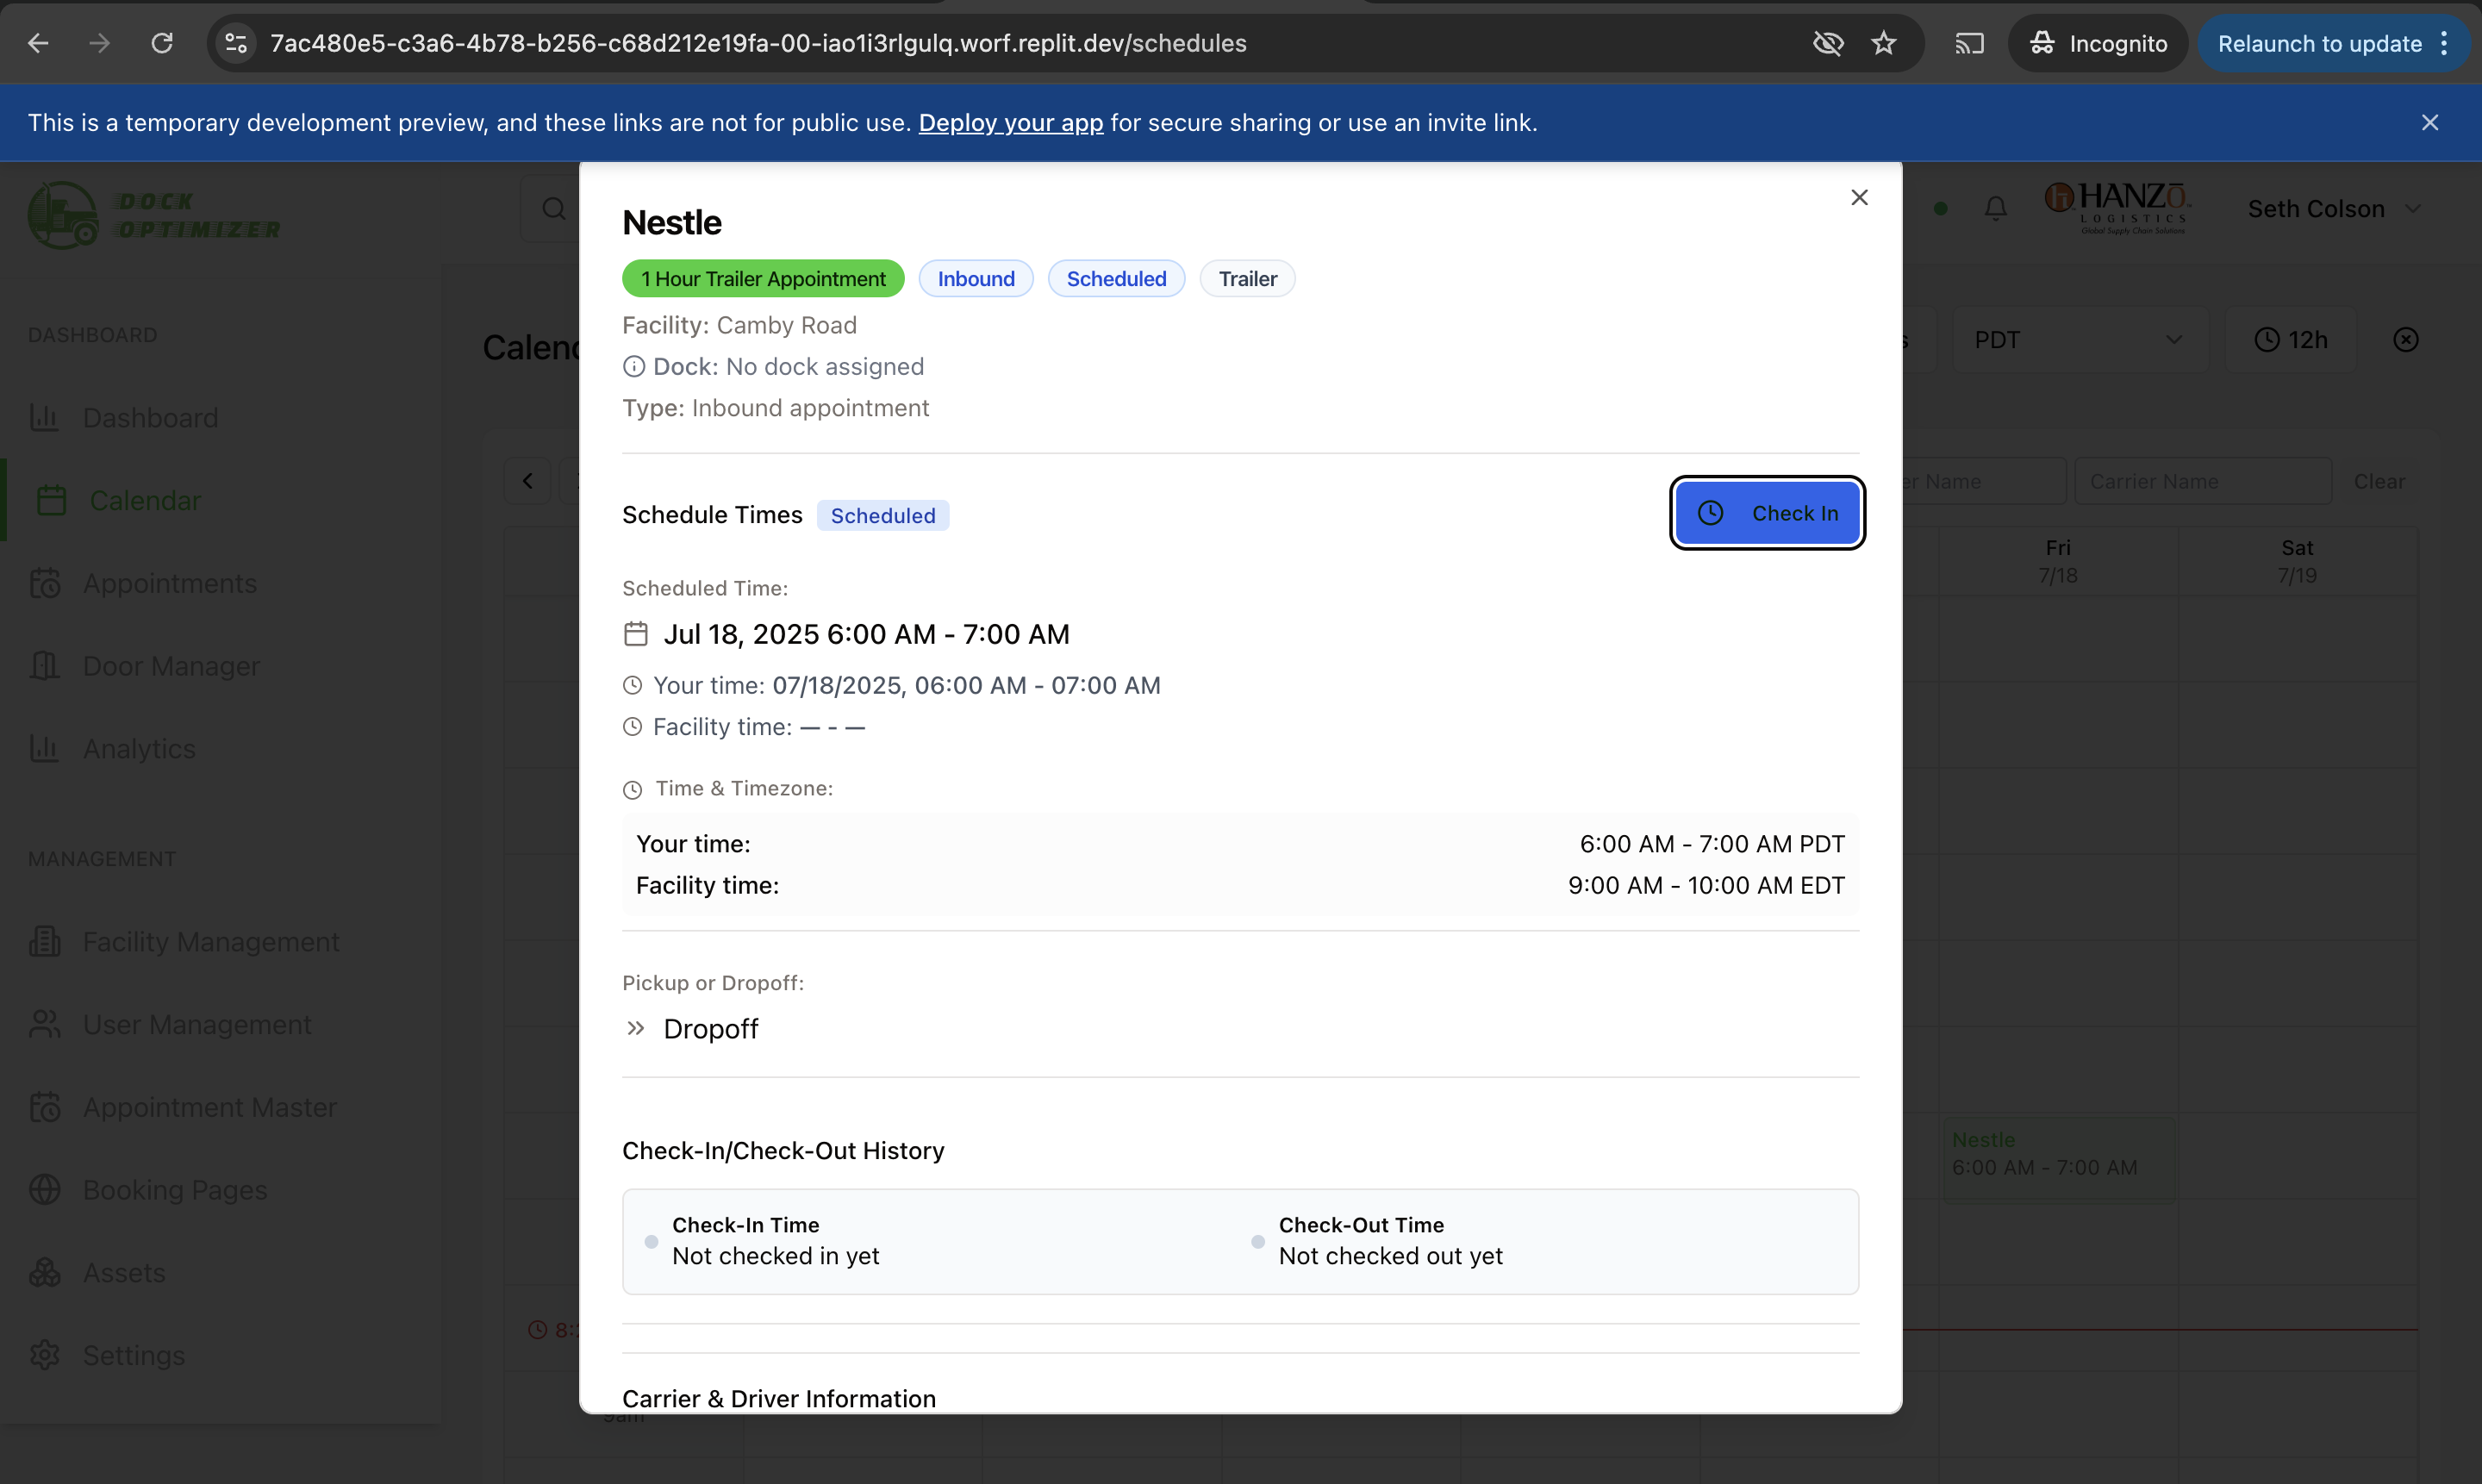 7ac480e5-c3a6-4b78-b256-c68d212e19fa-00-iao1i3rlgulq.worf.replit.dev/schedules
Incognito
Relaunch to update
This is a temporary development preview, and these links are not for public use. Deploy your app for secure sharing or use an invite link.
DOCK
OPTIMIZER
HANZŌ
LOGISTICS
Global Supply Chain Solutions
Seth Colson
DASHBOARD
Dashboard
Calendar
Appointments
Door Manager
Analytics
MANAGEMENT
Facility Management
User Management
Appointment Master
Booking Pages
Assets
Settings
Calend
PDT
12h
er Name
Carrier Name
Clear
Fri
7/18
Sat
7/19
Nestle
6:00 AM - 7:00 AM
8:
9am
Nestle
1 Hour Trailer Appointment
Inbound
Scheduled
Trailer
Facility: Camby Road
Dock: No dock assigned
Type: Inbound appointment
Schedule Times
Scheduled
Check In
Scheduled Time:
Jul 18, 2025 6:00 AM - 7:00 AM
Your time: 07/18/2025, 06:00 AM - 07:00 AM
Facility time: — - —
Time & Timezone:
Your time: 6:00 AM - 7:00 AM PDT
Facility time: 9:00 AM - 10:00 AM EDT
Pickup or Dropoff:
Dropoff
Check-In/Check-Out History
Check-In Time
Not checked in yet
Check-Out Time
Not checked out yet
Carrier & Driver Information